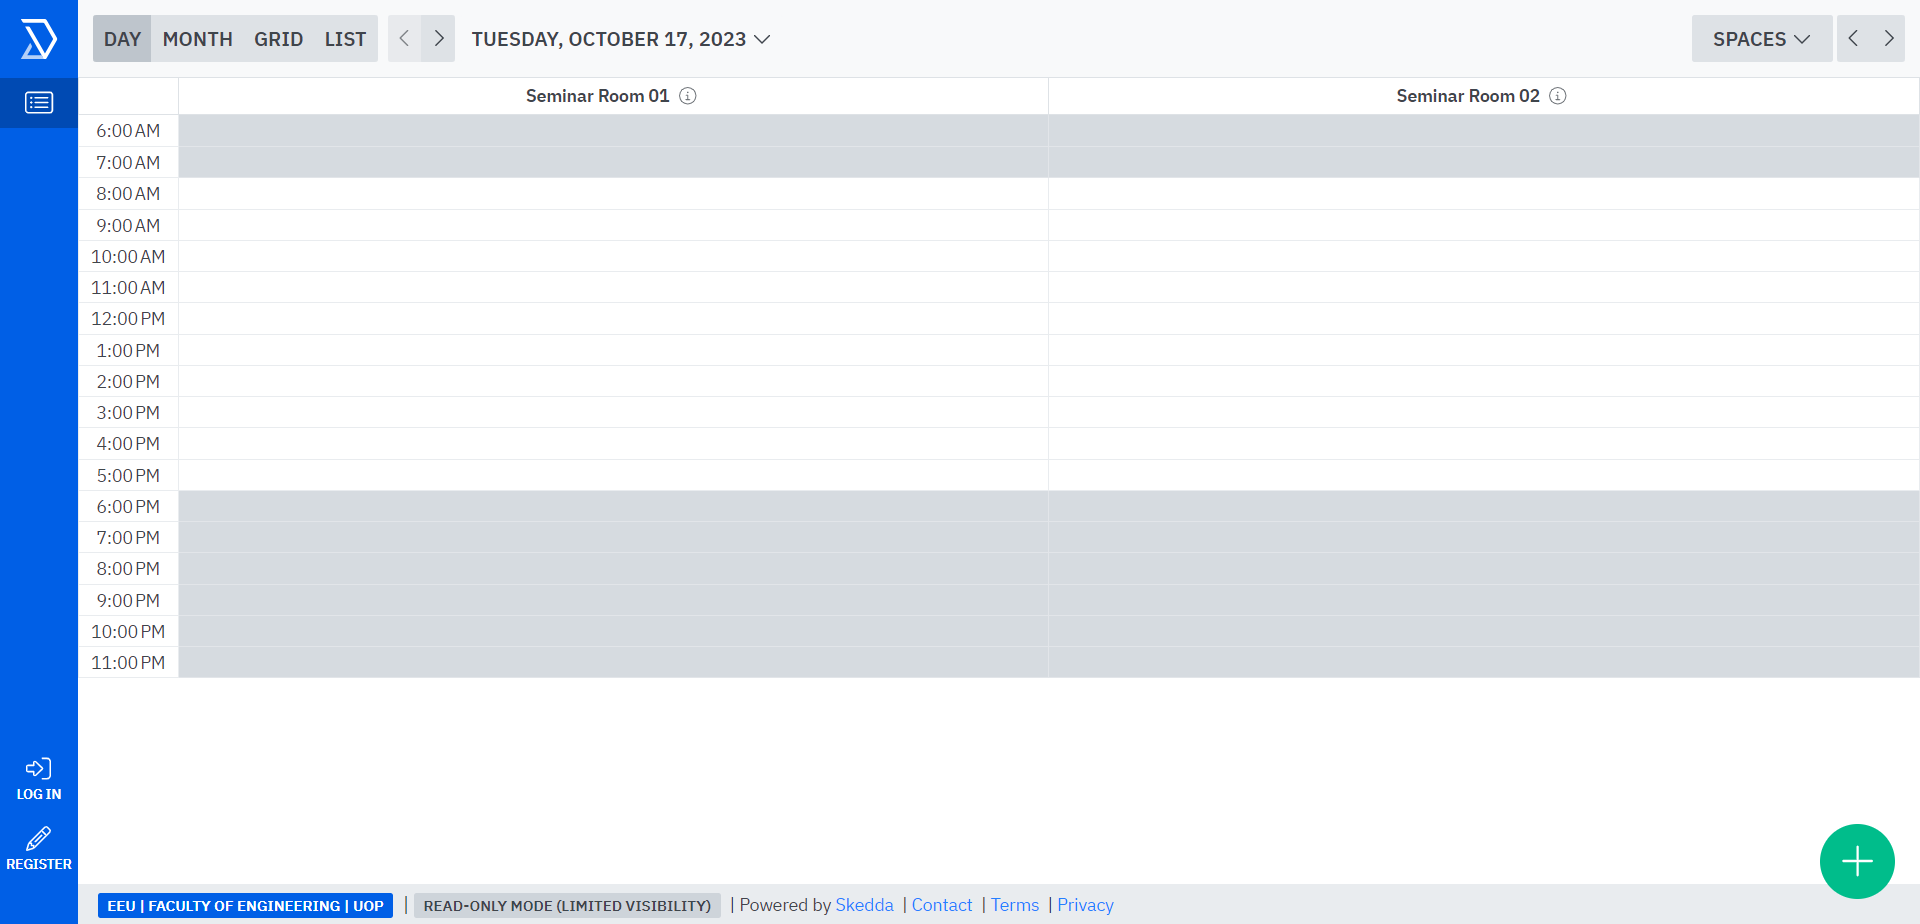 DAY MONTH GRID LIST TUESDAY, OCTOBER 17, 2023 SPACES
Seminar Room 01 Seminar Room 02
6:00 AM
7:00 AM
8:00 AM
9:00 AM
10:00 AM
11:00 AM
12:00 PM
1:00 PM
2:00 PM
3:00 PM
4:00 PM
5:00 PM
6:00 PM
7:00 PM
8:00 PM
9:00 PM
10:00 PM
11:00 PM
LOG IN
REGISTER
EEU | FACULTY OF ENGINEERING | UOP | READ-ONLY MODE (LIMITED VISIBILITY) | Powered by Skedda | Contact | Terms | Privacy